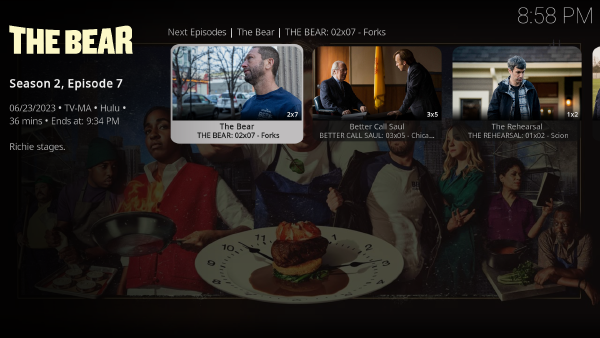 8:58 PM
THE BEAR
Next Episodes | The Bear | THE BEAR: 02x07 - Forks
Season 2, Episode 7
06/23/2023 • TV-MA • Hulu •
36 mins • Ends at: 9:34 PM
Richie stages.
2x7
The Bear
THE BEAR: 02x07 - Forks
3x5
Better Call Saul
BETTER CALL SAUL: 03x05 - Chica...
1x2
The Rehearsal
THE REHEARSAL: 01x02 - Scion